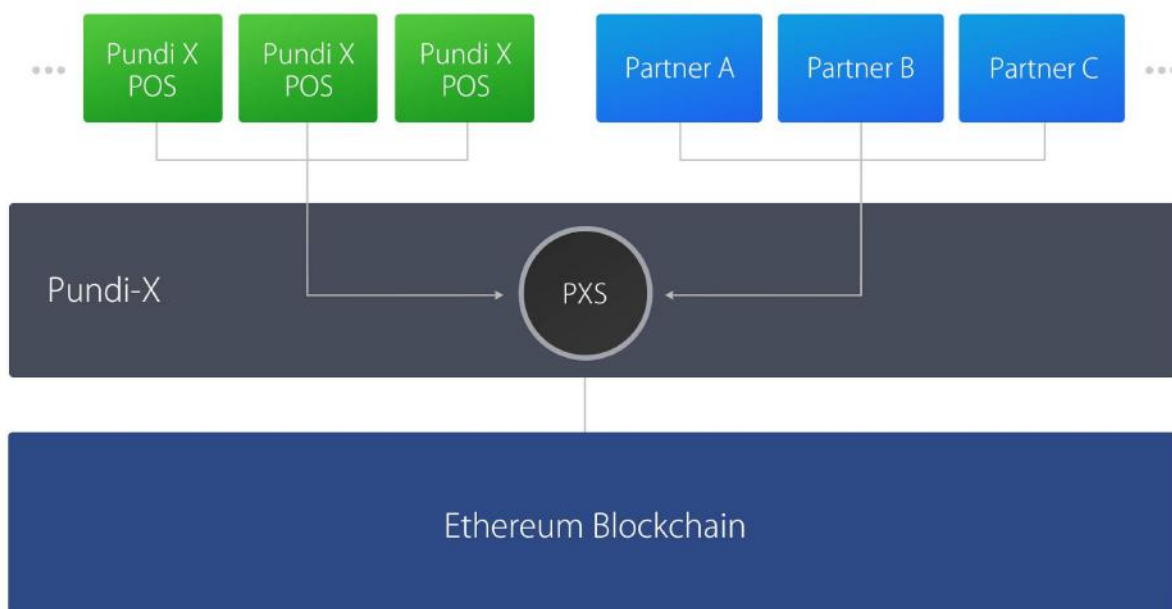 Pundi X
POS
Pundi X
POS
Pundi X
POS
Partner A
Partner B
Partner C
Pundi-X
PXS
Ethereum Blockchain